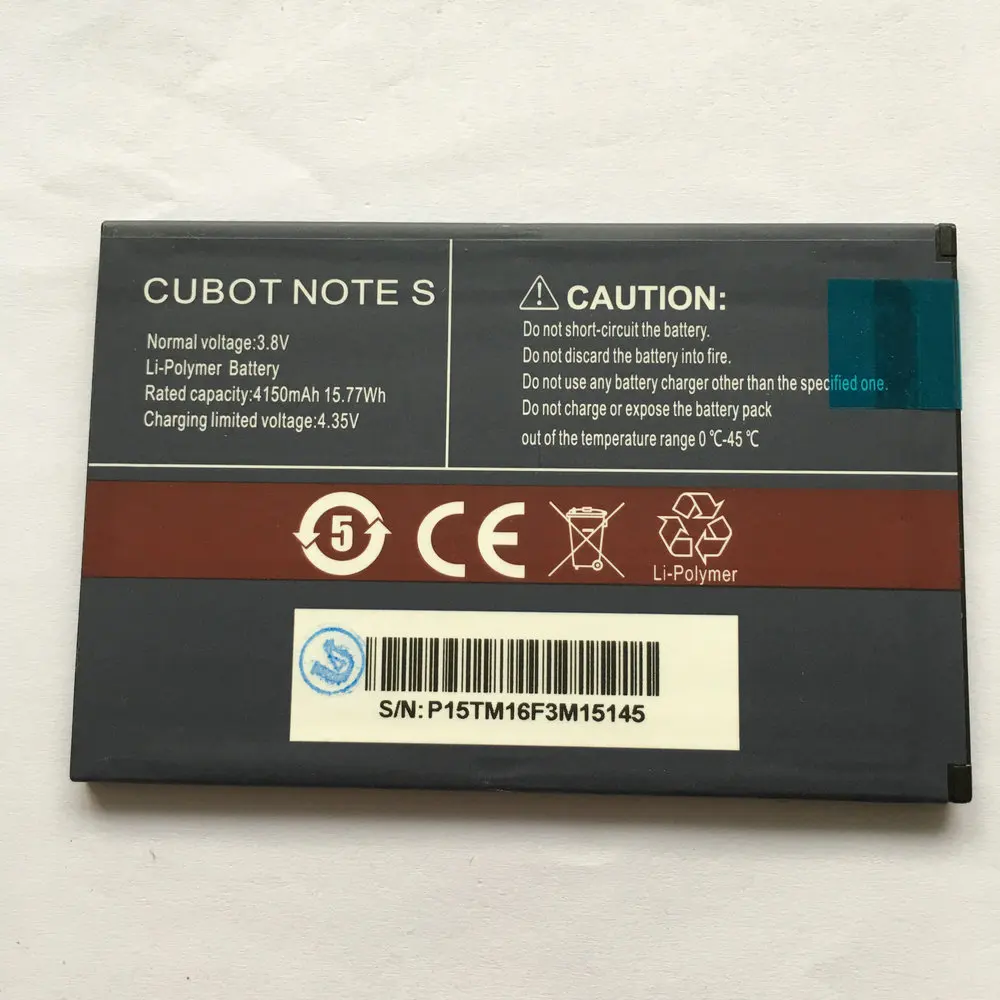 CUBOT NOTE S
Normal voltage:3.8V
Li-Polymer Battery
Rated capacity:4150mAh 15.77Wh
Charging limited voltage:4.35V
CAUTION:
Do not short-circuit the battery.
Do not discard the battery into fire.
Do not use any battery charger other than the specified one.
Do not charge or expose the battery pack
out of the temperature range 0 ℃-45 ℃
5
CE
Li-Polymer
S/N: P15TM16F3M15145